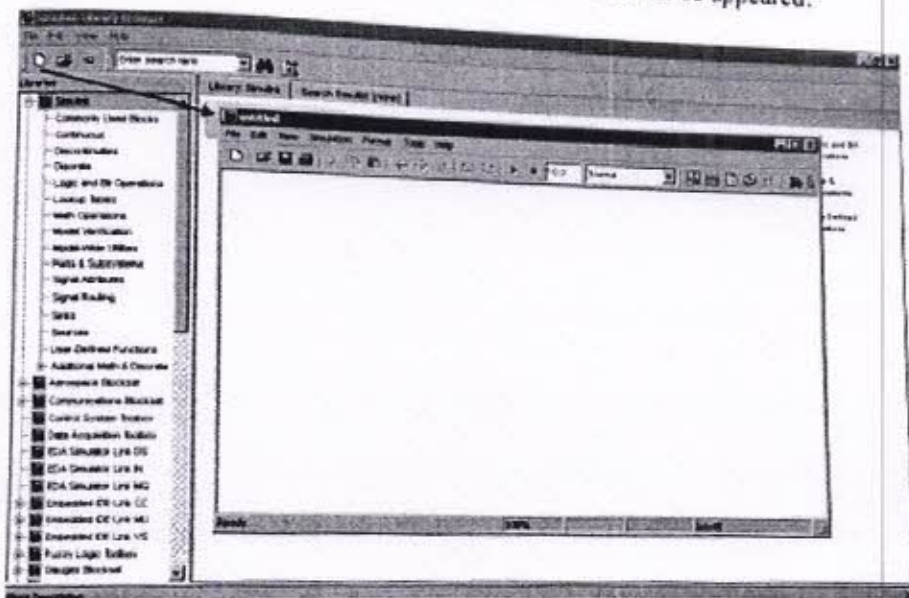 appeared.
Simulink Library Browser
File Edit View Help
Enter search term
Libraries
Library: Simulink Search Results: (none)
Simulink
Commonly Used Blocks
Continuous
Discontinuities
Discrete
Logic and Bit Operations
Lookup Tables
Math Operations
Model Verification
Model-Wide Utilities
Ports & Subsystems
Signal Attributes
Signal Routing
Sinks
Sources
User-Defined Functions
Additional Math & Discrete
Aerospace Blockset
Communications Blockset
Control System Toolbox
Data Acquisition Toolbox
EDA Simulator Link DS
EDA Simulator Link IN
EDA Simulator Link MQ
Embedded IDE Link CC
Embedded IDE Link MU
Embedded IDE Link VS
Fuzzy Logic Toolbox
Gauges Blockset
untitled
File Edit View Simulation Format Tools Help
10.0 Normal
Ready 100% ode45
and Bit
&
Defined